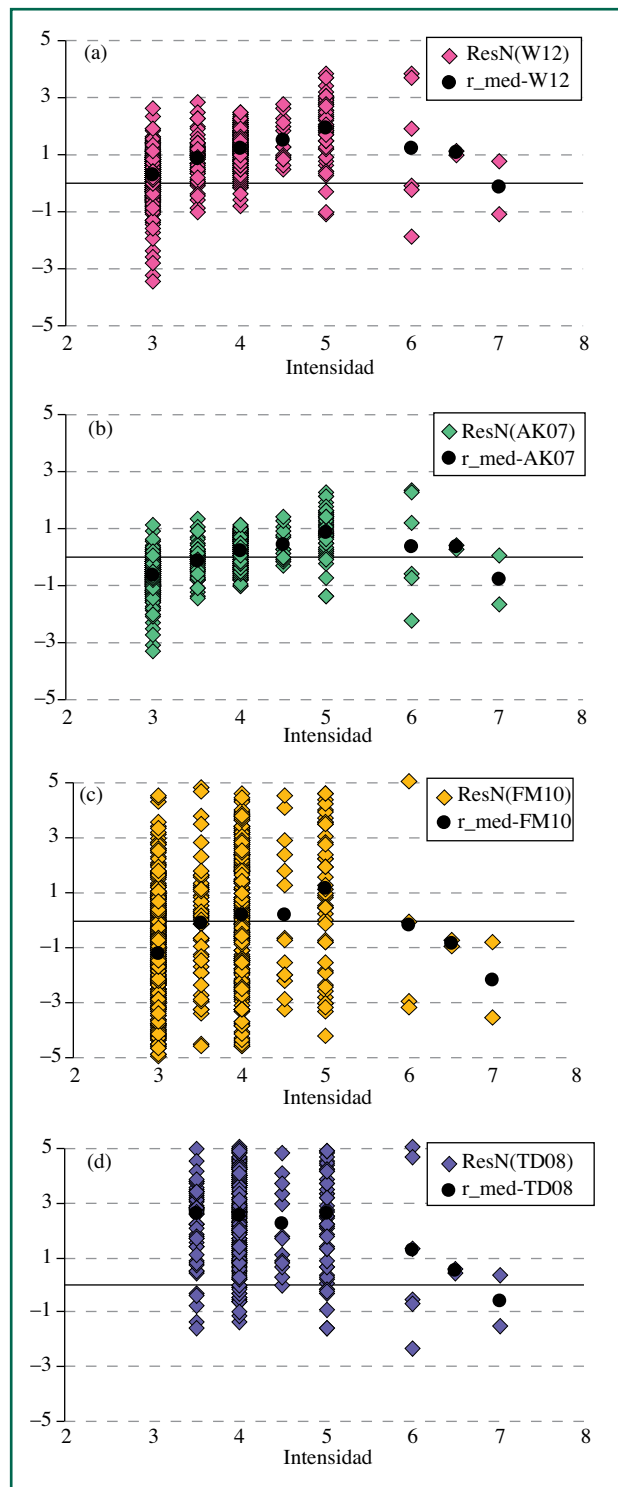 (a)
ResN(W12)
r_med-W12
5
3
1
−1
−3
−5
2 3 4 5 6 7 8
Intensidad
(b)
ResN(AK07)
r_med-AK07
5
3
1
−1
−3
−5
2 3 4 5 6 7 8
Intensidad
(c)
ResN(FM10)
r_med-FM10
5
3
1
−1
−3
−5
2 3 4 5 6 7 8
Intensidad
(d)
ResN(TD08)
r_med-TD08
5
3
1
−1
−3
−5
2 3 4 5 6 7 8
Intensidad